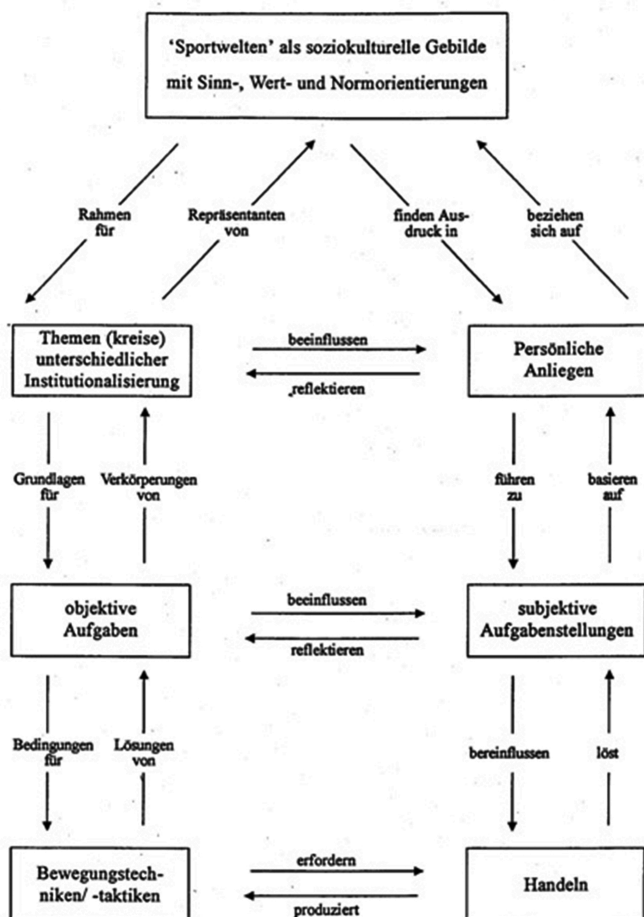 'Sportwelten' als soziokulturelle Gebilde
mit Sinn-, Wert- und Normorientierungen
Rahmen
für
Repräsentanten
von
finden Aus-
druck in
beziehen
sich auf
Themen (kreise)
unterschiedlicher
Institutionalisierung
beeinflussen
reflektieren
Persönliche
Anliegen
Grundlagen
für
Verkörperungen
von
führen
zu
basieren
auf
objektive
Aufgaben
beeinflussen
reflektieren
subjektive
Aufgabenstellungen
Bedingungen
für
Lösungen
von
bereinflussen
löst
Bewegungstech-
niken/ -taktiken
erfordern
produziert
Handeln